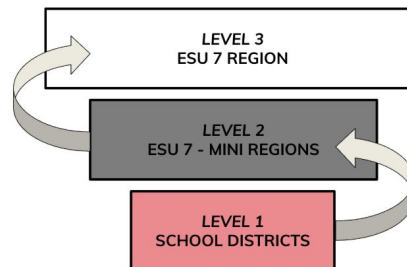 LEVEL 3
ESU 7 REGION
LEVEL 2
ESU 7 - MINI REGIONS
LEVEL 1
SCHOOL DISTRICTS